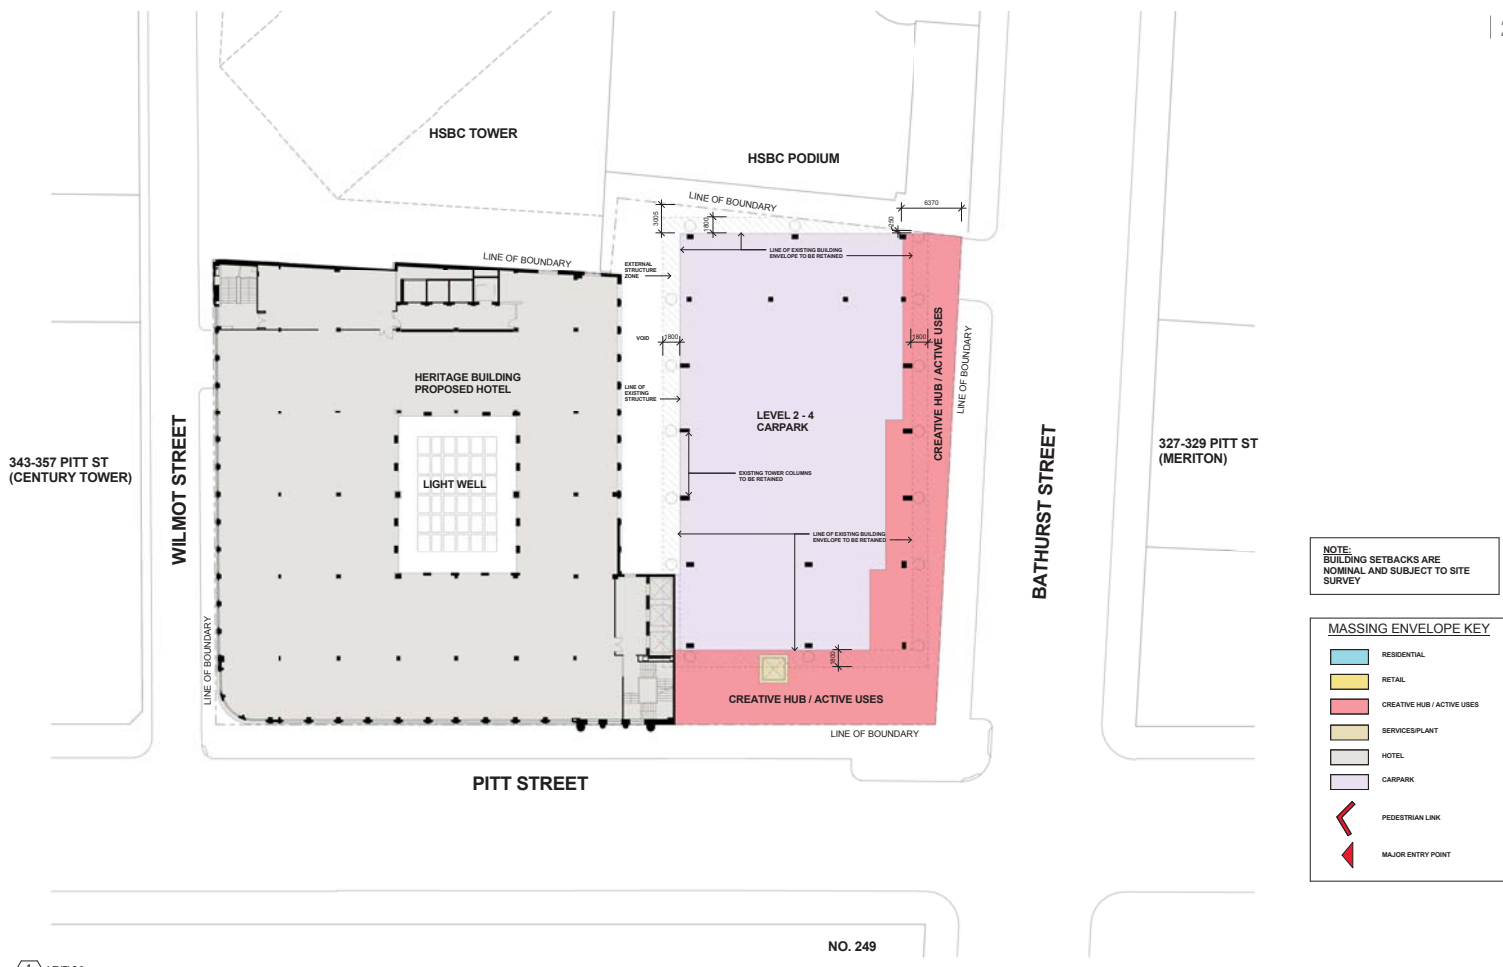 HSBC TOWER
HSBC PODIUM
LINE OF BOUNDARY
6370
3005
1800
250
LINE OF EXISTING BUILDING
ENVELOPE TO BE RETAINED
LINE OF BOUNDARY
EXTERNAL
STRUCTURE
ZONE
VOID
1800
1800
CREATIVE HUB / ACTIVE USES
LINE OF BOUNDARY
HERITAGE BUILDING
PROPOSED HOTEL
LINE OF
EXISTING
STRUCTURE
LEVEL 2 - 4
CARPARK
343-357 PITT ST
(CENTURY TOWER)
WILMOT STREET
LIGHT WELL
EXISTING TOWER COLUMNS
TO BE RETAINED
BATHURST STREET
327-329 PITT ST
(MERITON)
LINE OF EXISTING BUILDING
ENVELOPE TO BE RETAINED
LINE OF BOUNDARY
1800
CREATIVE HUB / ACTIVE USES
LINE OF BOUNDARY
PITT STREET
NO. 249
NOTE:
BUILDING SETBACKS ARE
NOMINAL AND SUBJECT TO SITE
SURVEY
MASSING ENVELOPE KEY
RESIDENTIAL
RETAIL
CREATIVE HUB / ACTIVE USES
SERVICES/PLANT
HOTEL
CARPARK
PEDESTRIAN LINK
MAJOR ENTRY POINT